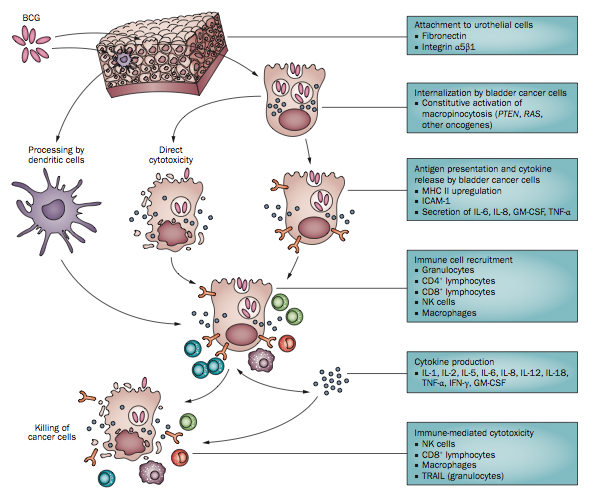 BCG
Attachment to urothelial cells
▪ Fibronectin
▪ Integrin α5β1
Internalization by bladder cancer cells
▪ Constitutive activation of
macropinocytosis (PTEN, RAS,
other oncogenes)
Processing by
dendritic cells
Direct
cytotoxicity
Antigen presentation and cytokine
release by bladder cancer cells
▪ MHC II upregulation
▪ ICAM-1
▪ Secretion of IL-6, IL-8, GM-CSF, TNF-α
Immune cell recruitment
▪ Granulocytes
▪ CD4⁺ lymphocytes
▪ CD8⁺ lymphocytes
▪ NK cells
▪ Macrophages
Cytokine production
▪ IL-1, IL-2, IL-5, IL-6, IL-8, IL-12, IL-18,
TNF-α, IFN-γ, GM-CSF
Killing of
cancer cells
Immune-mediated cytotoxicity
▪ NK cells
▪ CD8⁺ lymphocytes
▪ Macrophages
▪ TRAIL (granulocytes)